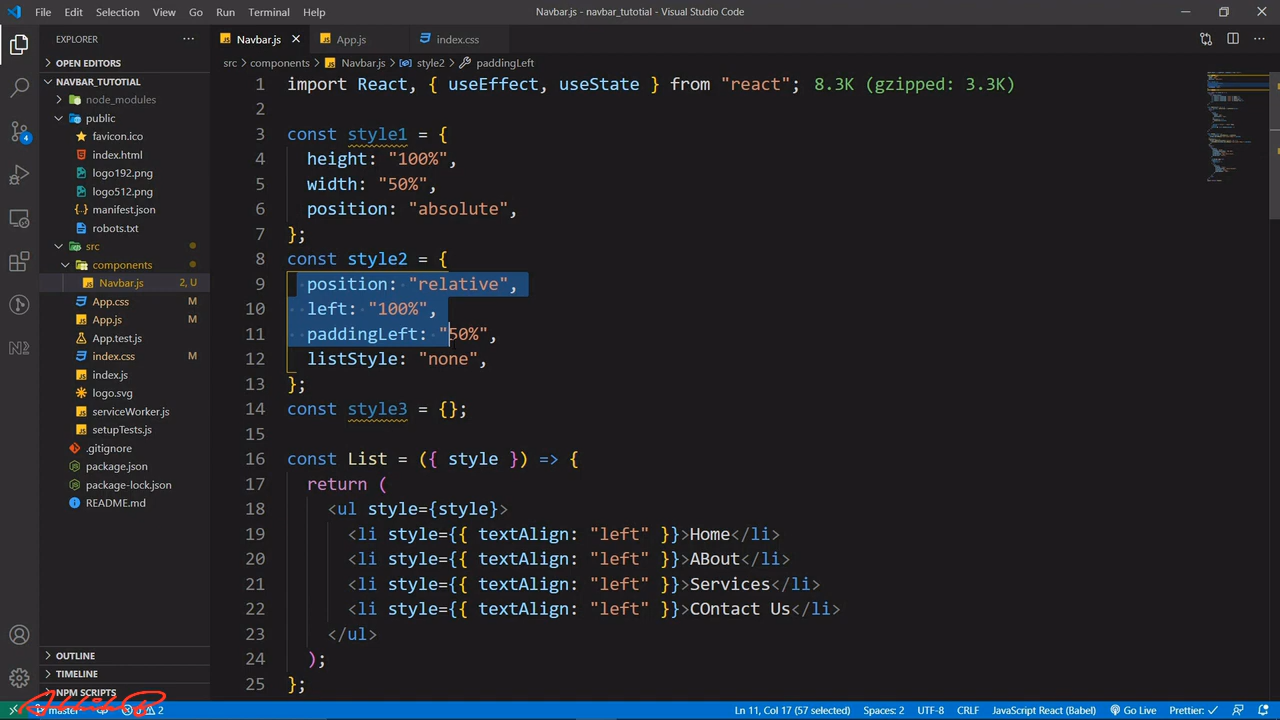 File Edit Selection View Go Run Terminal Help
Navbar.js - navbar_tutorial - Visual Studio Code
EXPLORER
Navbar.js
App.js
index.css
src > components > Navbar.js > style2 > paddingLeft
OPEN EDITORS
NAVBAR_TUTORIAL
node_modules
public
favicon.ico
index.html
logo192.png
logo512.png
manifest.json
robots.txt
src
components
Navbar.js 2, U
App.css M
App.js M
App.test.js
index.css M
index.js
logo.svg
serviceWorker.js
setupTests.js
.gitignore
package.json
package-lock.json
README.md
OUTLINE
TIMELINE
NPM SCRIPTS
4
1 import React, { useEffect, useState } from "react"; 8.3K (gzipped: 3.3K)
2
3 const style1 = {
4 height: "100%",
5 width: "50%",
6 position: "absolute",
7 };
8 const style2 = {
9 position: "relative",
10 left: "100%",
11 paddingLeft: "50%",
12 listStyle: "none",
13 };
14 const style3 = {};
15
16 const List = ({ style }) => {
17 return (
18 <ul style={style}>
19 <li style={{ textAlign: "left" }}>Home</li>
20 <li style={{ textAlign: "left" }}>ABout</li>
21 <li style={{ textAlign: "left" }}>Services</li>
22 <li style={{ textAlign: "left" }}>COntact Us</li>
23 </ul>
24 );
25 };
master 2
Ln 11, Col 17 (57 selected) Spaces: 2 UTF-8 CRLF JavaScript React (Babel) Go Live Prettier: ✓